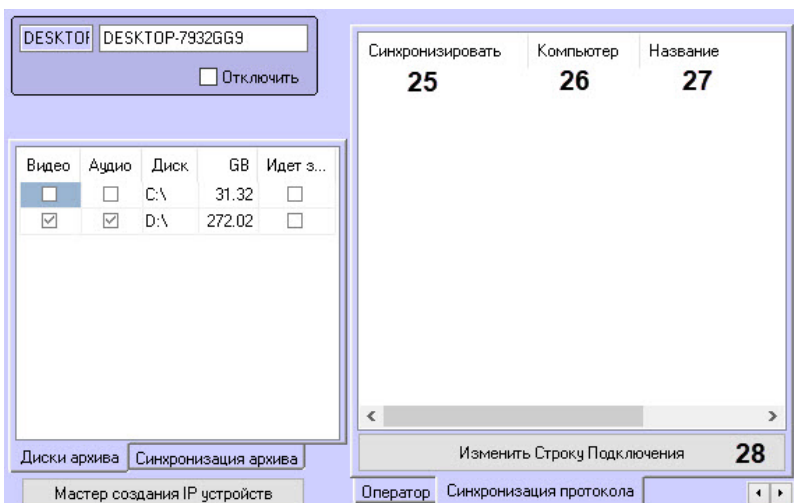 DESKTOP DESKTOP-7932GG9
Отключить
Видео Аудио Диск GB Идет з...
C:\ 31.32
D:\ 272.02
Диски архива Синхронизация архива
Мастер создания IP устройств
Синхронизировать Компьютер Название
25 26 27
Изменить Строку Подключения 28
Оператор Синхронизация протокола